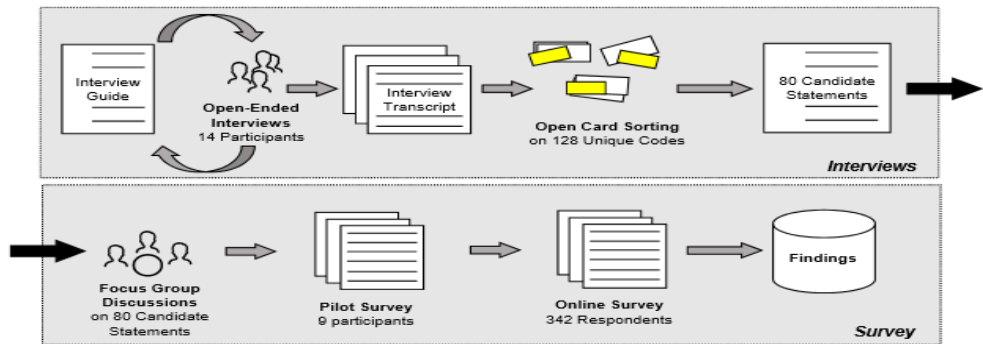 Interview
Guide
Open-Ended
Interviews
14 Participants
Interview
Transcript
Open Card Sorting
on 128 Unique Codes
80 Candidate
Statements
Interviews
Focus Group
Discussions
on 80 Candidate
Statements
Pilot Survey
9 participants
Online Survey
342 Respondents
Findings
Survey